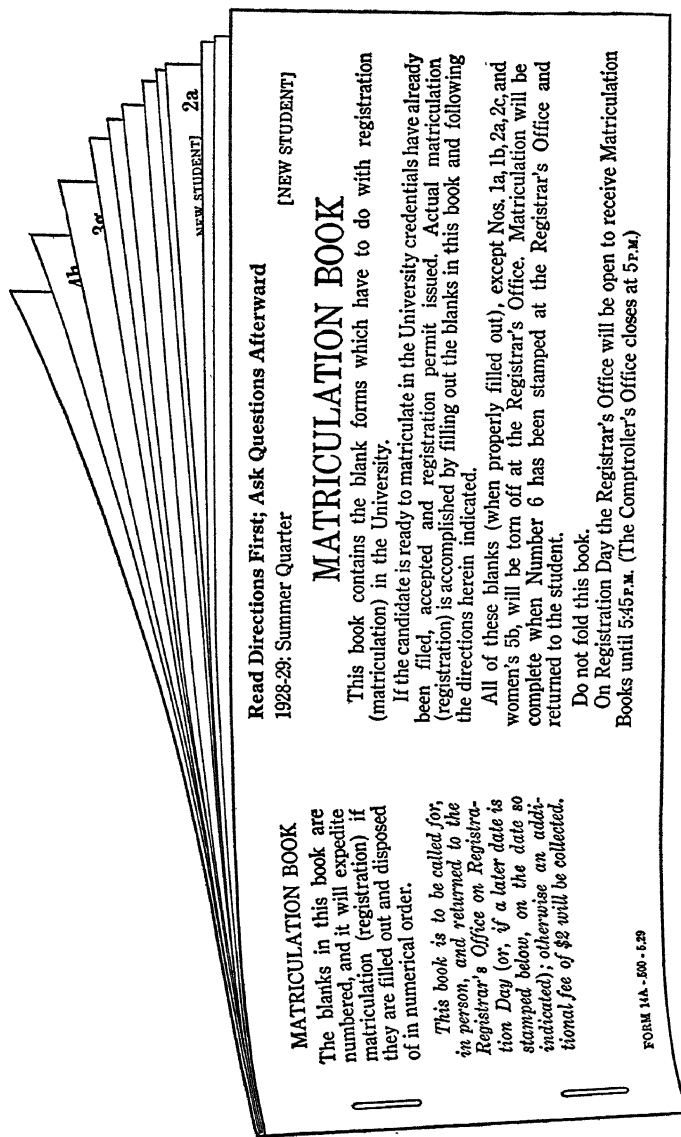 4b
2a
NEW STUDENT]
Read Directions First; Ask Questions Afterward
1928-29: Summer Quarter [NEW STUDENT]
MATRICULATION BOOK
This book contains the blank forms which have to do with registration
(matriculation) in the University.
If the candidate is ready to matriculate in the University credentials have already
been filed, accepted and registration permit issued. Actual matriculation
(registration) is accomplished by filling out the blanks in this book and following
the directions herein indicated.
All of these blanks (when properly filled out), except Nos. 1a, 1b, 2a, 2c, and
women's 5b, will be torn off at the Registrar's Office. Matriculation will be
complete when Number 6 has been stamped at the Registrar's Office and
returned to the student.
Do not fold this book.
On Registration Day the Registrar's Office will be open to receive Matriculation
Books until 5:45 P.M. (The Comptroller's Office closes at 5 P.M.)
MATRICULATION BOOK
The blanks in this book are
numbered, and it will expedite
matriculation (registration) if
they are filled out and disposed
of in numerical order.
This book is to be called for,
in person, and returned to the
Registrar's Office on Registra-
tion Day (or, if a later date is
stamped below, on the date so
indicated); otherwise an addi-
tional fee of $2 will be collected.
FORM 14A - 500 - 5.29